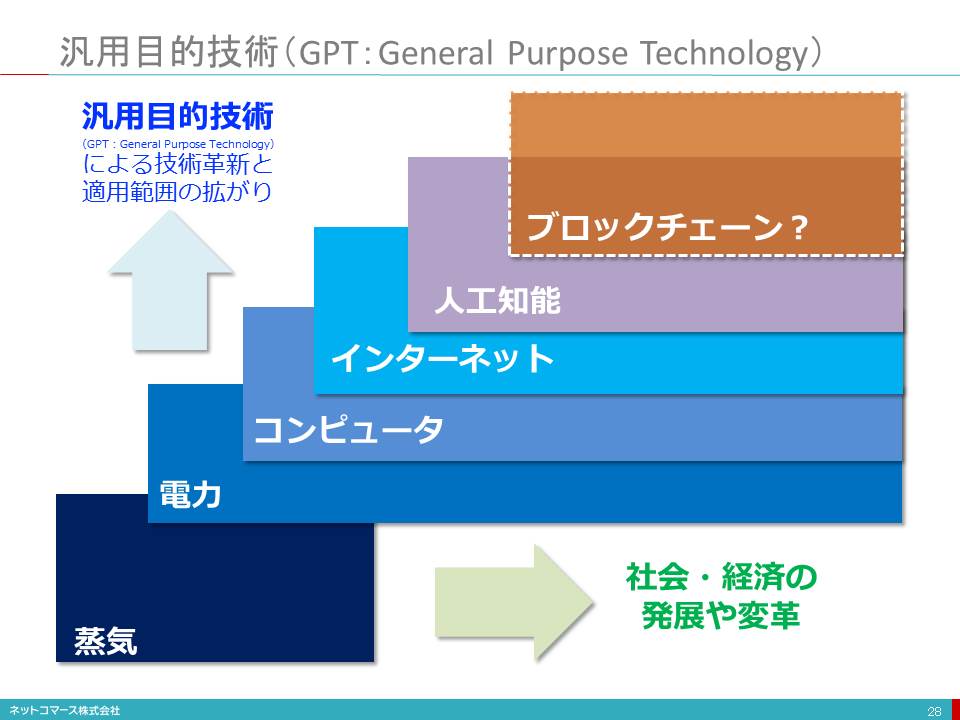 汎用目的技術（GPT：General Purpose Technology）
汎用目的技術
（GPT：General Purpose Technology）
による技術革新と
適用範囲の拡がり
ブロックチェーン？
人工知能
インターネット
コンピュータ
電力
蒸気
社会・経済の
発展や変革
ネットコマース株式会社
28